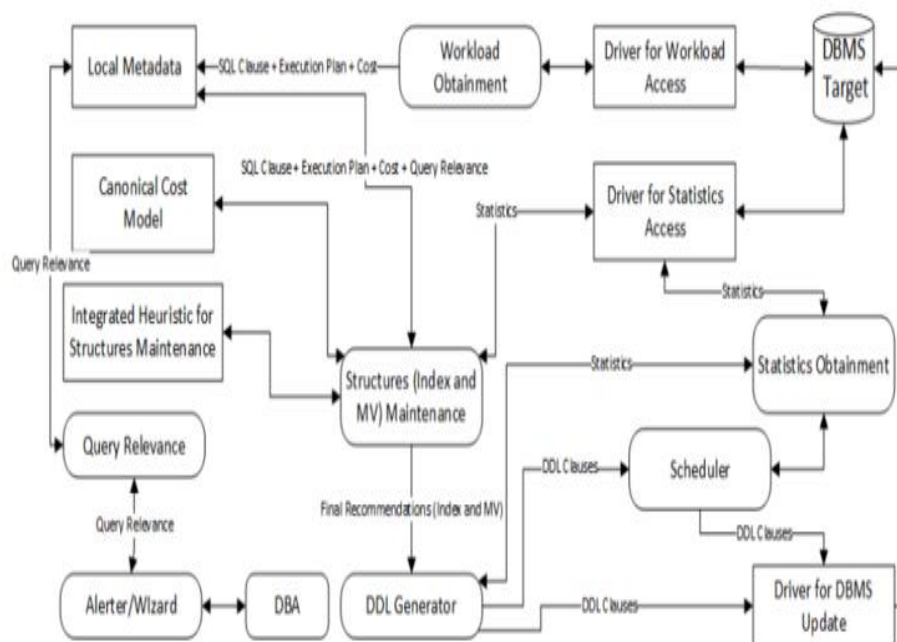 Local Metadata
SQL Clause + Execution Plan + Cost
Workload
Obtainment
Driver for Workload
Access
DBMS
Target
SQL Clause + Execution Plan + Cost + Query Relevance
Canonical Cost
Model
Statistics
Driver for Statistics
Access
Query Relevance
Statistics
Integrated Heuristic for
Structures Maintenance
Structures (Index and
MV) Maintenance
Statistics
Statistics Obtainment
Query Relevance
DDL Clauses
Scheduler
Final Recommendations (Index and MV)
Query Relevance
DDL Clauses
Alerter/Wizard
DBA
DDL Generator
DDL Clauses
Driver for DBMS
Update